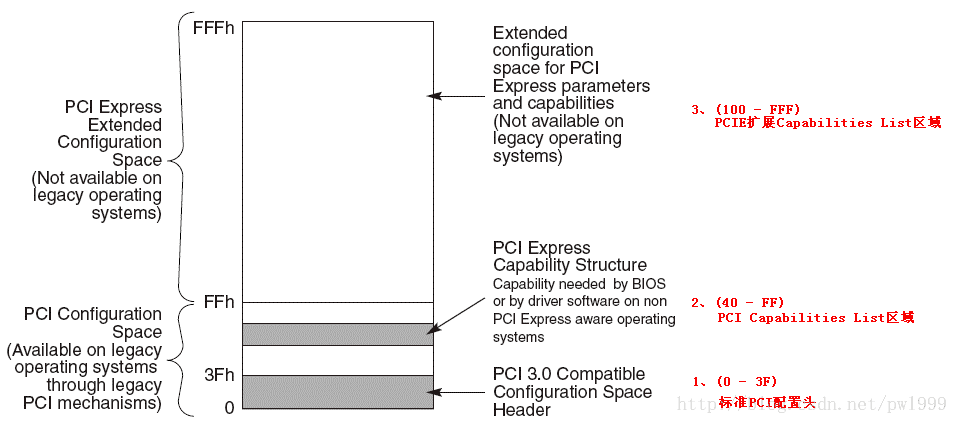 FFFh
PCI Express
Extended
Configuration
Space
(Not available on
legacy operating
systems)
Extended
configuration
space for PCI
Express parameters
and capabilities
(Not available on
legacy operating
systems)
3、(100 - FFF)
PCIE扩展Capabilities List区域
FFh
PCI Configuration
Space
(Available on legacy
operating systems
through legacy
PCI mechanisms)
3Fh
0
PCI Express
Capability Structure
Capability needed by BIOS
or by driver software on non
PCI Express aware operating
systems
2、(40 - FF)
PCI Capabilities List区域
PCI 3.0 Compatible
Configuration Space
Header
1、(0 - 3F)
标准PCI配置头